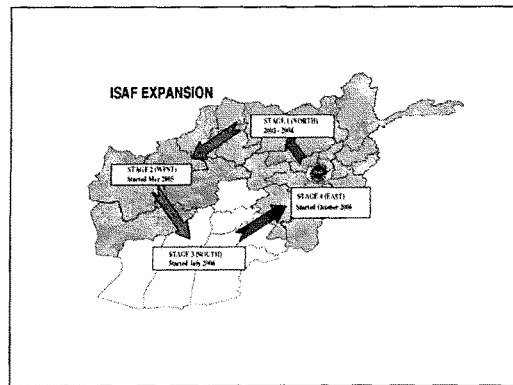 ISAF EXPANSION
STAGE 1 (NORTH)
2003 - 2004
STAGE 2 (WEST)
Started May 2005
STAGE 4 (EAST)
Started October 2006
STAGE 3 (SOUTH)
Started July 2006